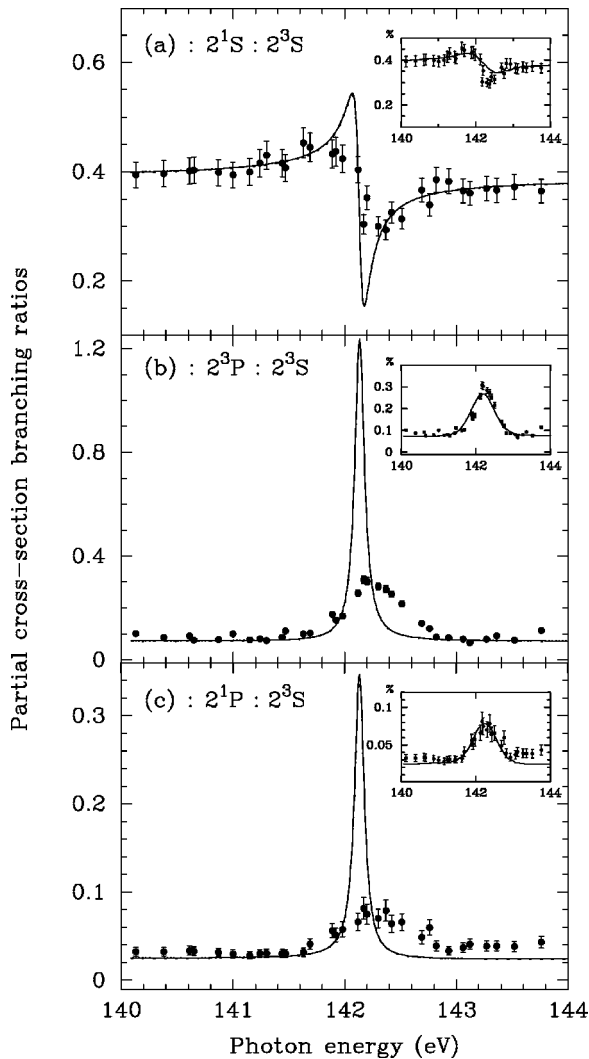 (a) : 2¹S : 2³S
%
0.6
0.4
0.2
140 142 144
0.4
0.2
Partial cross-section branching ratios
(b) : 2³P : 2³S
%
1.2
0.3
0.2
0.1
0
140 142 144
0.8
0.4
0
(c) : 2¹P : 2³S
%
0.1
0.05
140 142 144
0.3
0.2
0.1
0
140 141 142 143 144
Photon energy (eV)